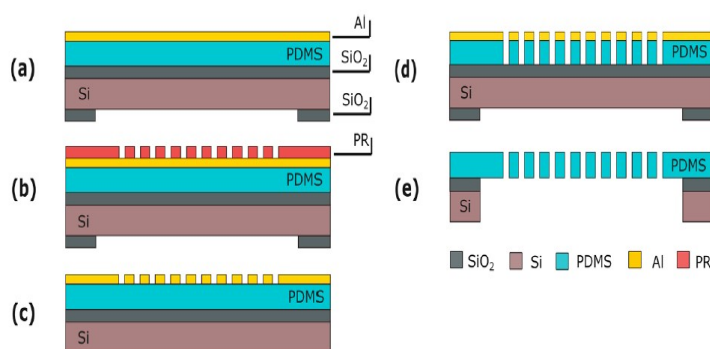 Al
(a)
PDMS
SiO₂
Si
SiO₂
PR
(b)
PDMS
Si
(c)
PDMS
Si
(d)
PDMS
Si
(e)
PDMS
Si
Si
SiO₂ Si PDMS Al PR